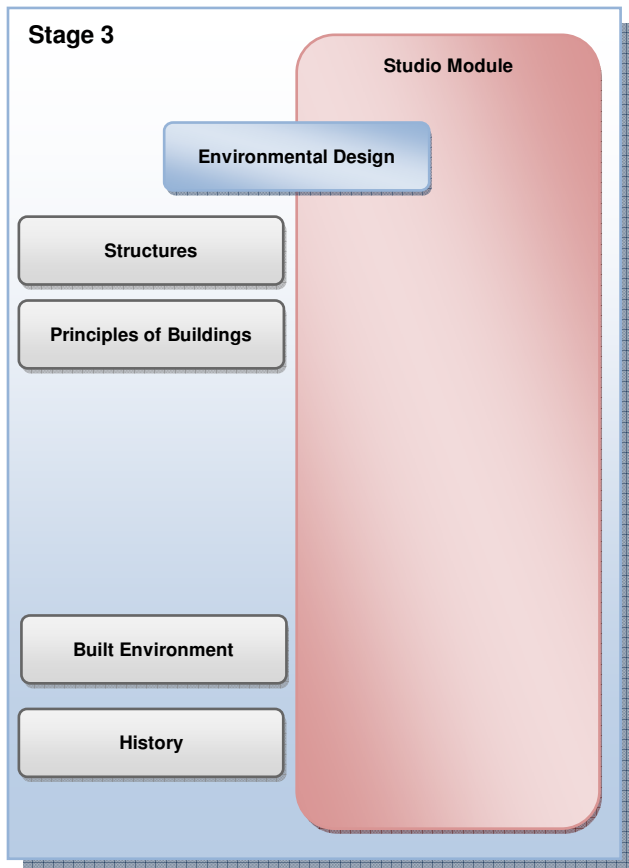 Stage 3
Studio Module
Environmental Design
Structures
Principles of Buildings
Built Environment
History